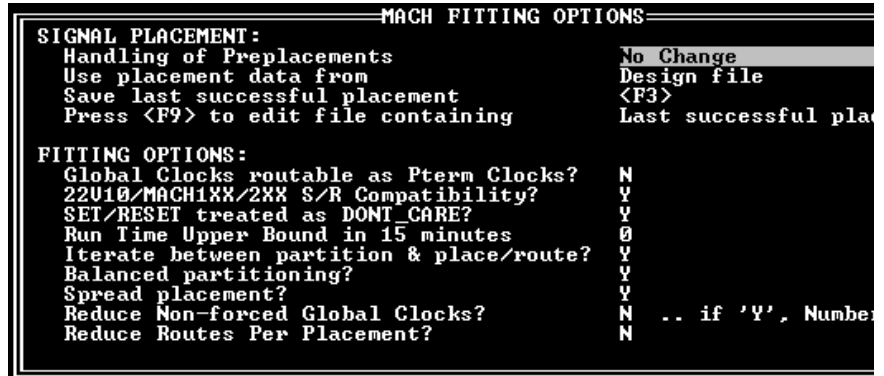 MACH FITTING OPTIONS
SIGNAL PLACEMENT:
Handling of Preplacements No Change
Use placement data from Design file
Save last successful placement <F3>
Press <F9> to edit file containing Last successful plac
FITTING OPTIONS:
Global Clocks routable as Pterm Clocks? N
22V10/MACH1XX/2XX S/R Compatibility? Y
SET/RESET treated as DONT_CARE? Y
Run Time Upper Bound in 15 minutes 0
Iterate between partition & place/route? Y
Balanced partitioning? Y
Spread placement? Y
Reduce Non-forced Global Clocks? N .. if 'Y', Number
Reduce Routes Per Placement? N